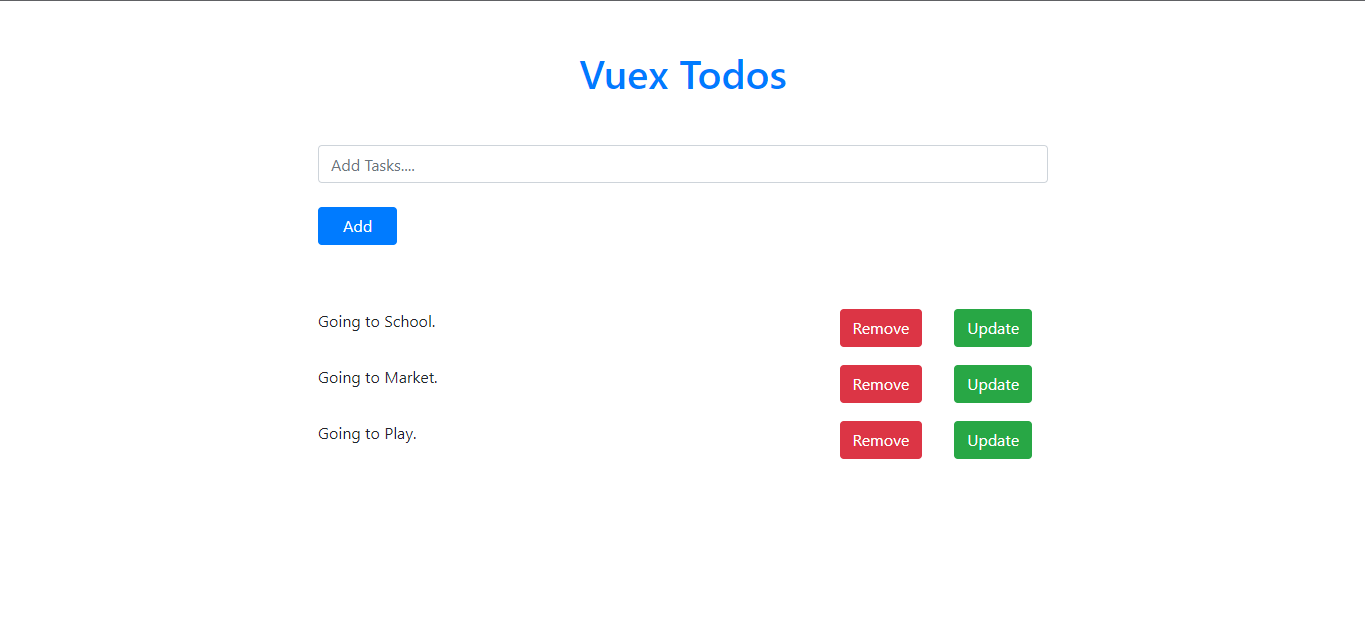 Vuex Todos
Add Tasks....
Add
Going to School. Remove Update
Going to Market. Remove Update
Going to Play. Remove Update